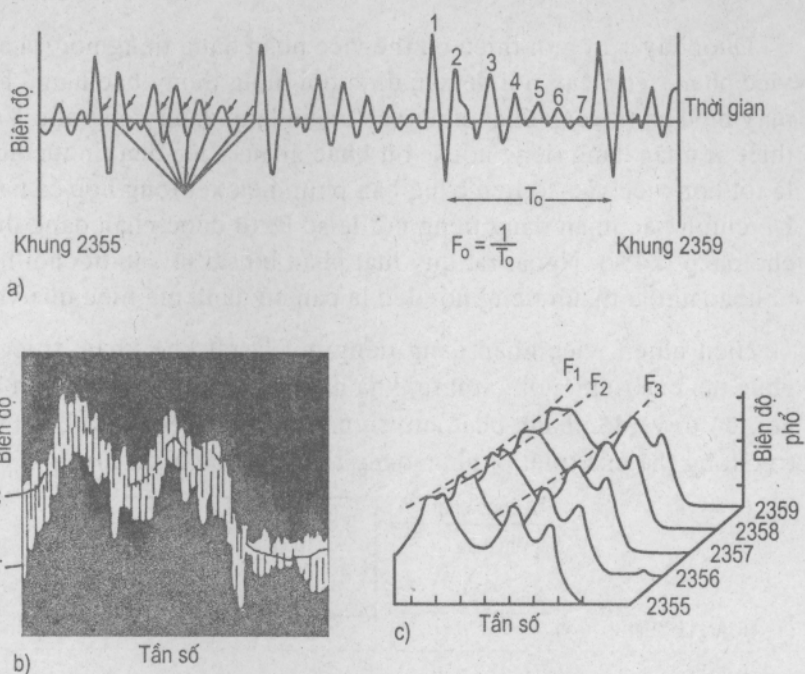 Biên độ
1
2
3
4
5
6
7
Thời gian
T₀
F₀ = 1/T₀
Khung 2355
Khung 2359
a)
Biên độ
Tần số
b)
F₁
F₂
F₃
Biên độ
phổ
2359
2358
2357
2356
2355
Tần số
c)